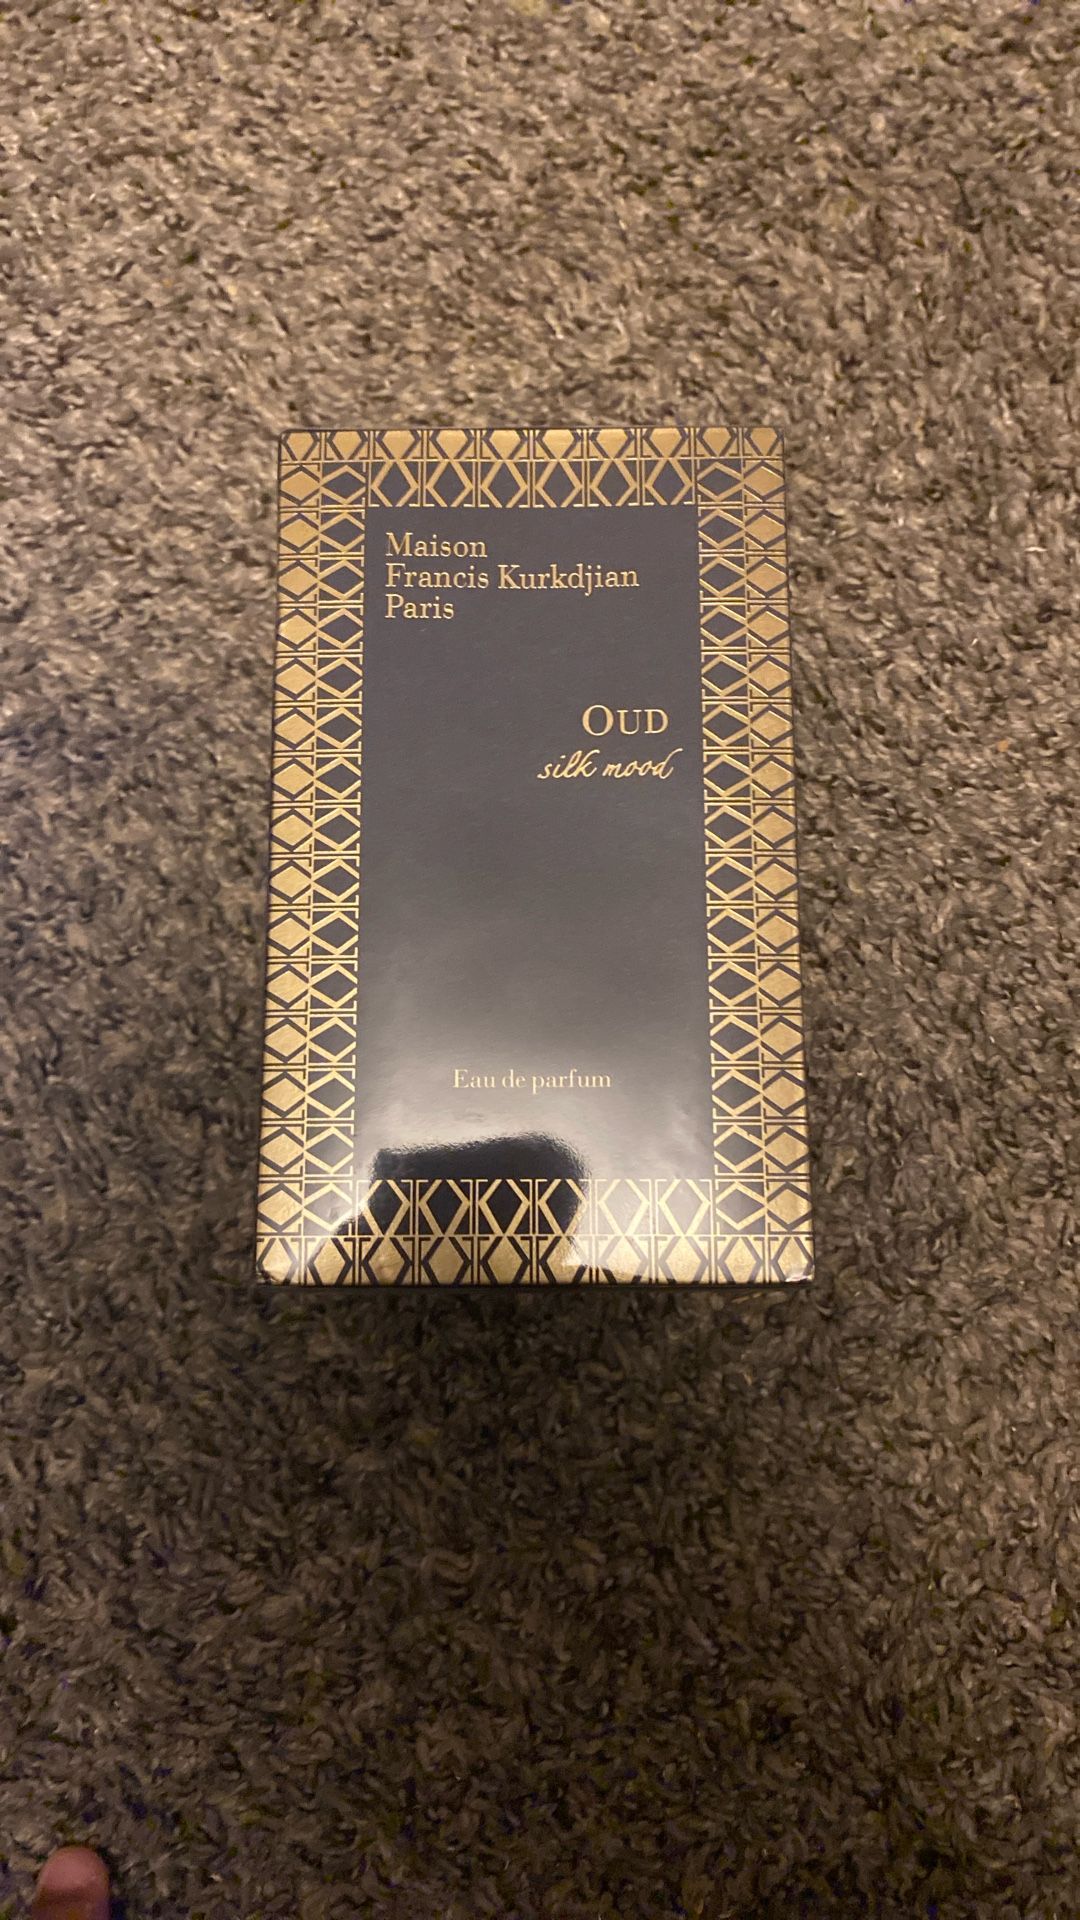 Maison
Francis Kurkdjian
Paris
OUD
silk mood
Eau de parfum